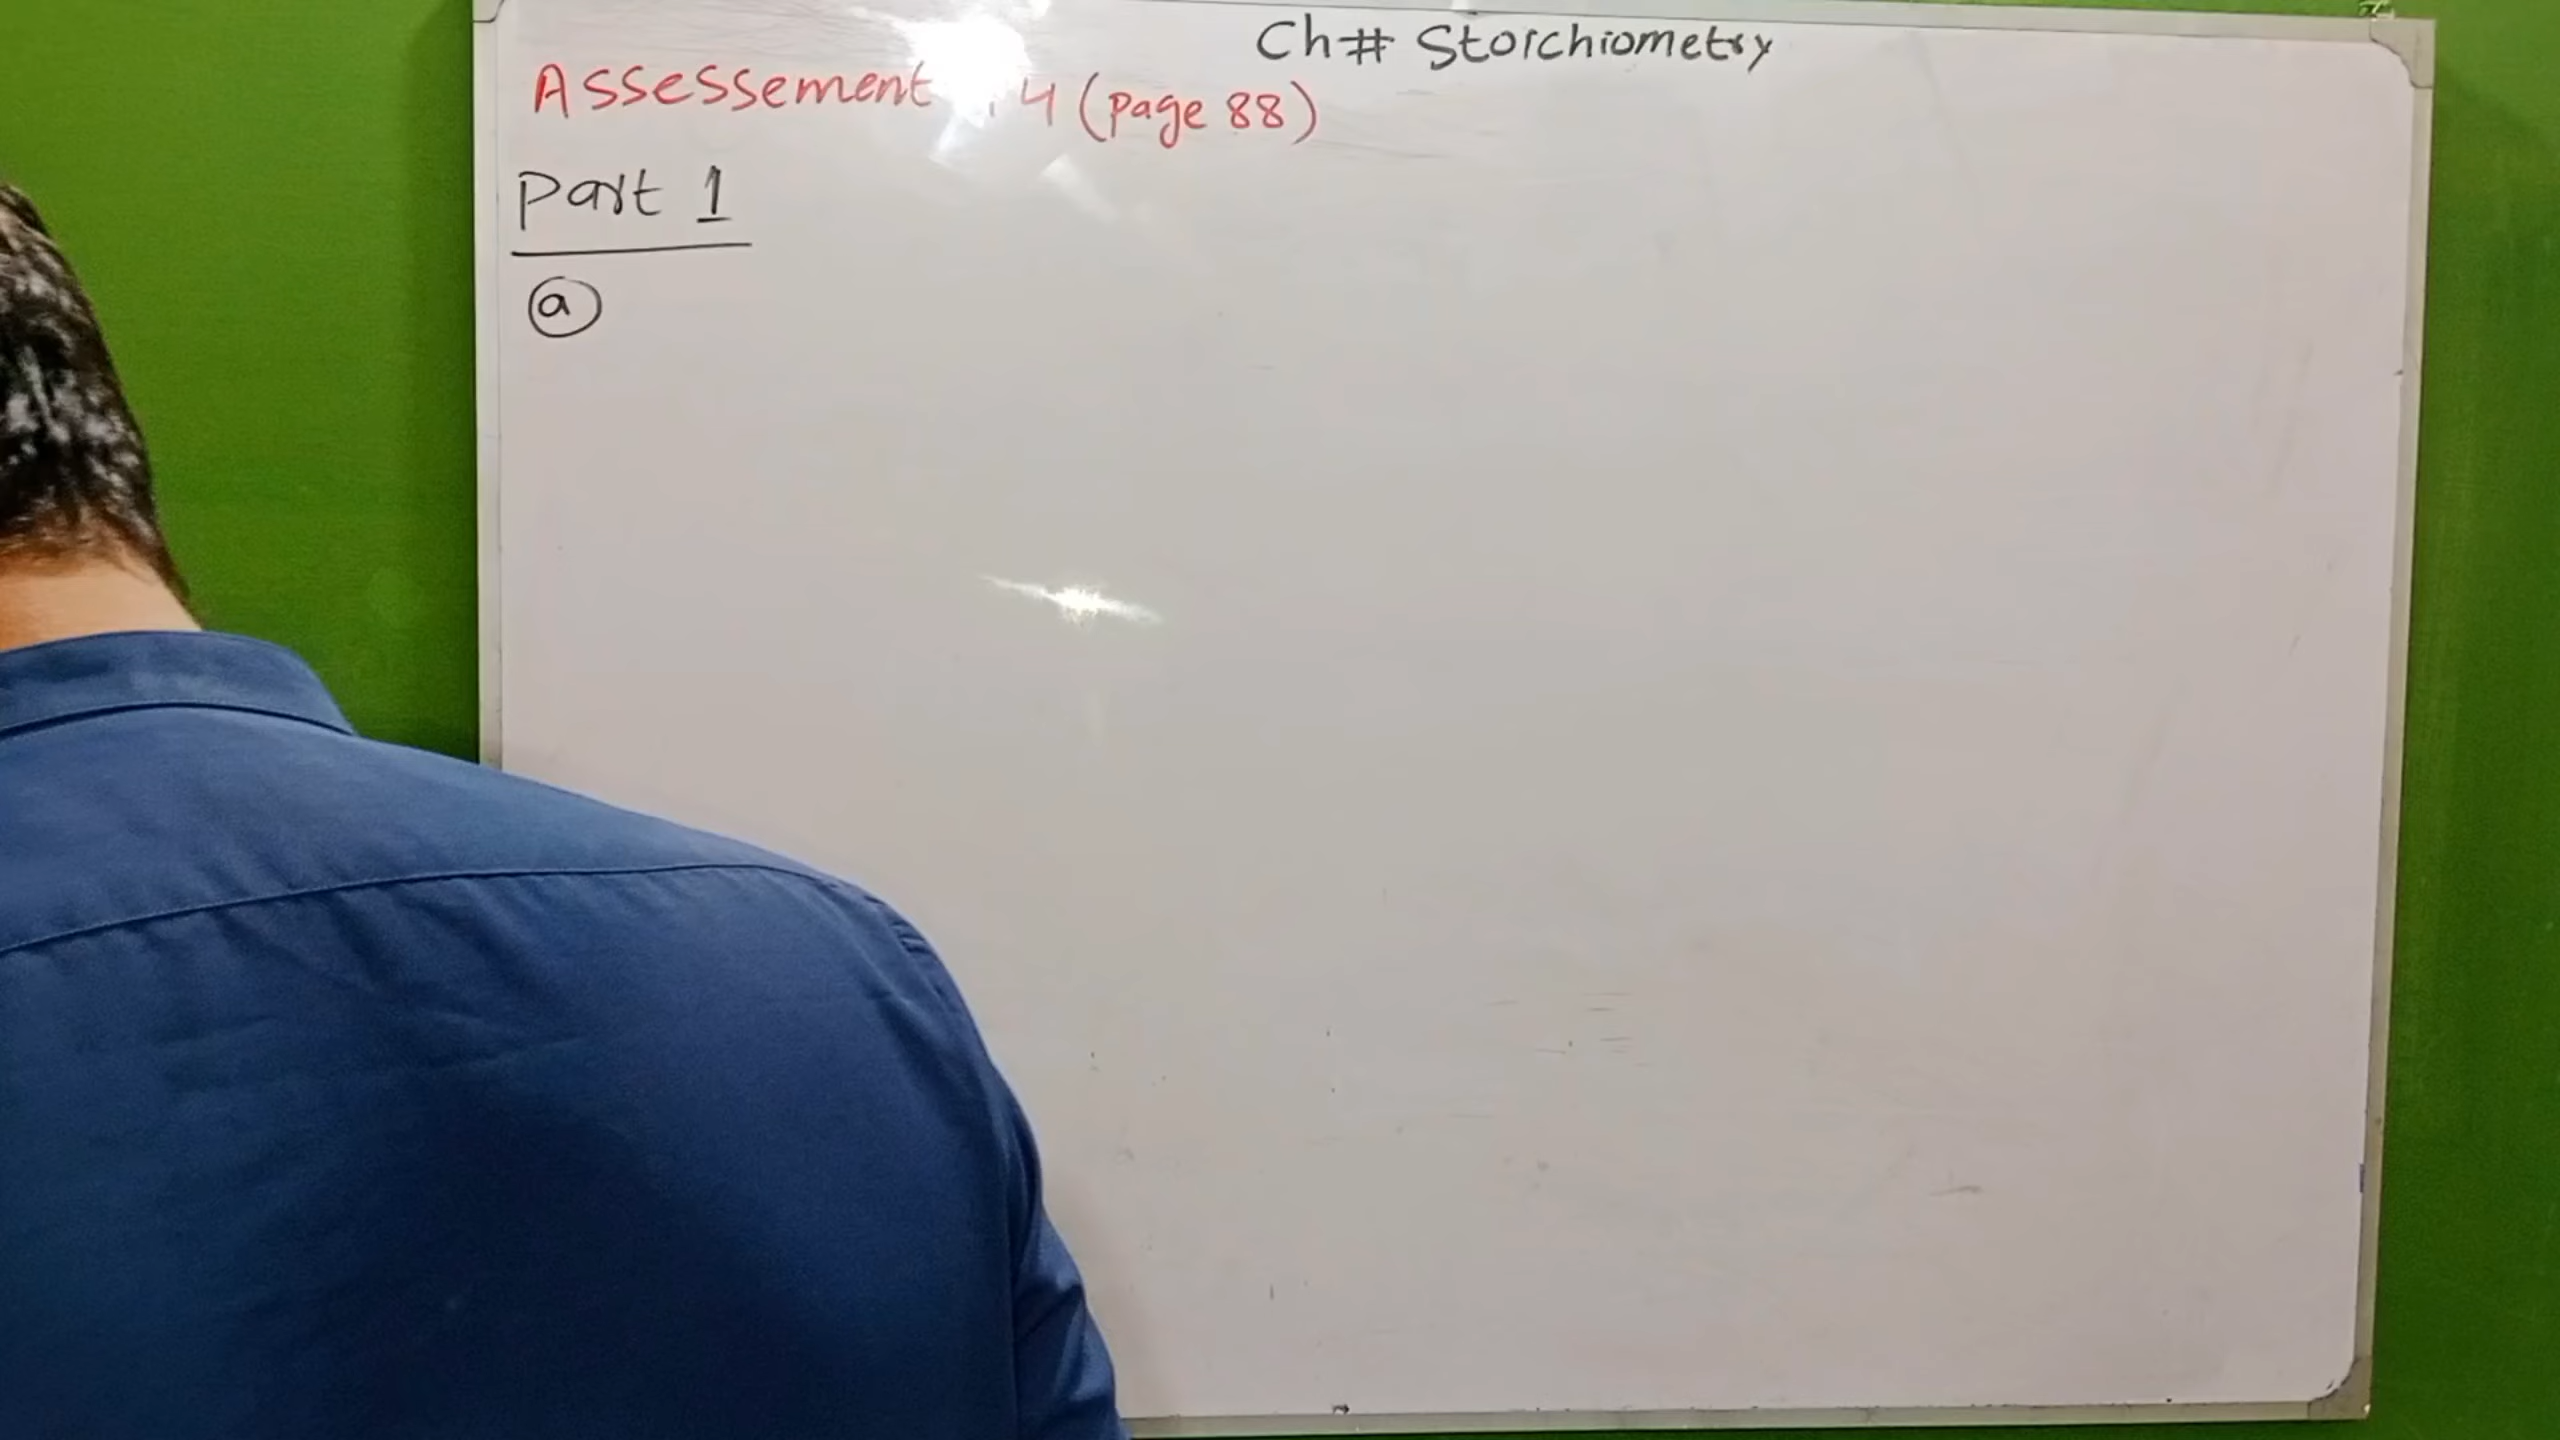 Ch# Stoichiometry
Assessement .4 (page 88)
Part 1
a